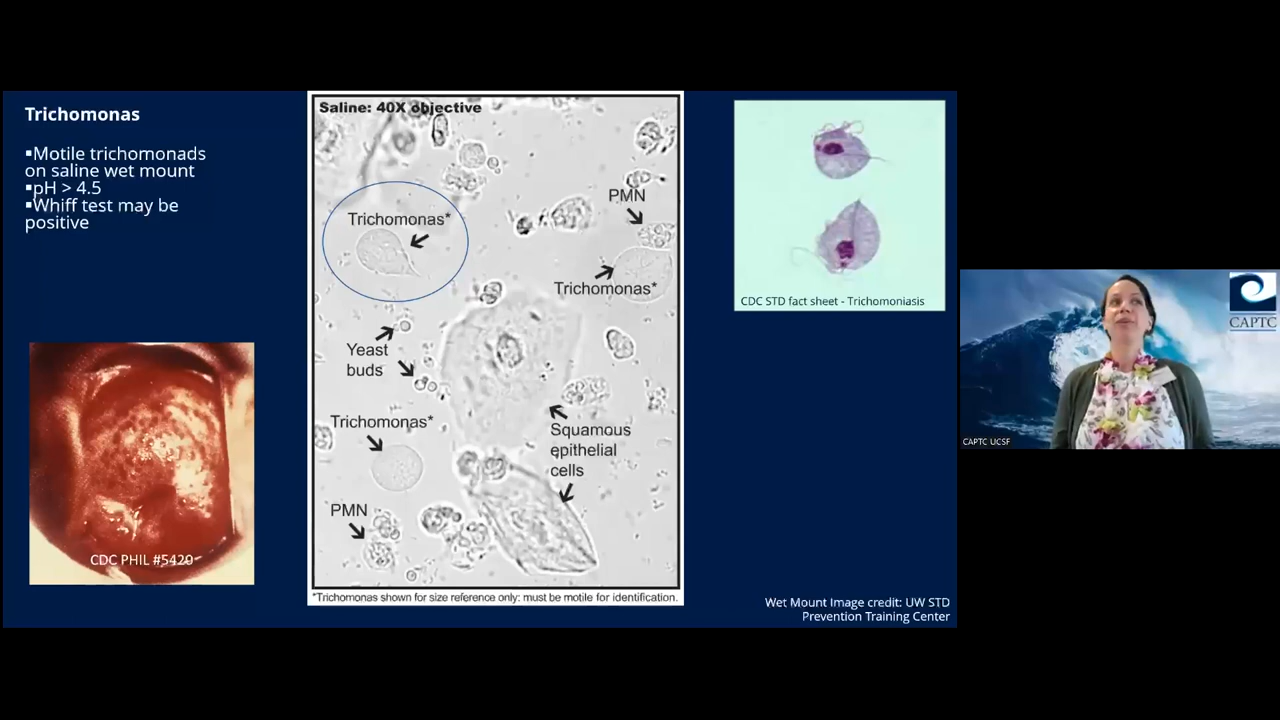 Trichomonas
▪Motile trichomonads
on saline wet mount
▪pH > 4.5
▪Whiff test may be
positive
CDC PHIL #5420
Saline: 40X objective
Trichomonas*
PMN
Trichomonas*
Yeast
buds
Trichomonas*
Squamous
epithelial
cells
PMN
*Trichomonas shown for size reference only: must be motile for identification.
CDC STD fact sheet - Trichomoniasis
Wet Mount Image credit: UW STD
Prevention Training Center
CAPTC
CAPTC UCSF